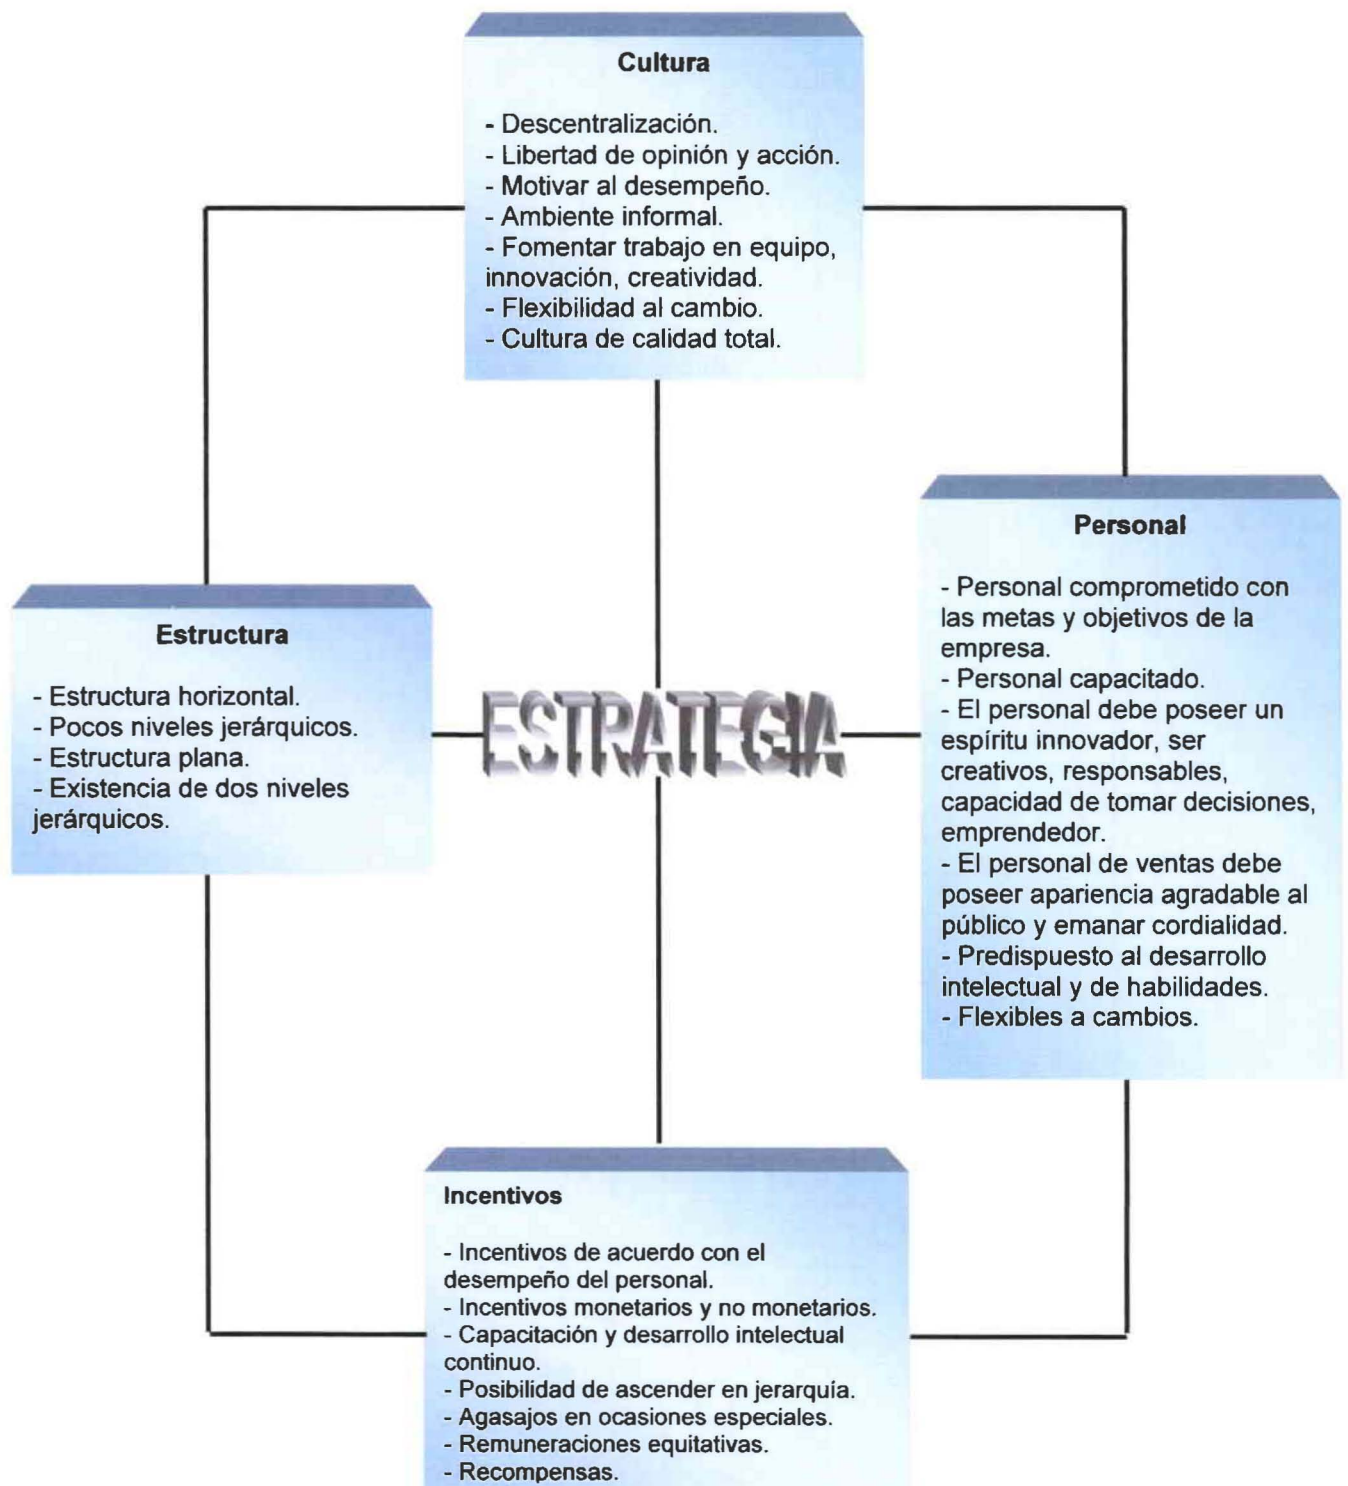 Cultura
- Descentralización.
- Libertad de opinión y acción.
- Motivar al desempeño.
- Ambiente informal.
- Fomentar trabajo en equipo,
innovación, creatividad.
- Flexibilidad al cambio.
- Cultura de calidad total.
Estructura
- Estructura horizontal.
- Pocos niveles jerárquicos.
- Estructura plana.
- Existencia de dos niveles
jerárquicos.
ESTRATEGIA
Personal
- Personal comprometido con
las metas y objetivos de la
empresa.
- Personal capacitado.
- El personal debe poseer un
espíritu innovador, ser
creativos, responsables,
capacidad de tomar decisiones,
emprendedor.
- El personal de ventas debe
poseer apariencia agradable al
público y emanar cordialidad.
- Predispuesto al desarrollo
intelectual y de habilidades.
- Flexibles a cambios.
Incentivos
- Incentivos de acuerdo con el
desempeño del personal.
- Incentivos monetarios y no monetarios.
- Capacitación y desarrollo intelectual
continuo.
- Posibilidad de ascender en jerarquía.
- Agasajos en ocasiones especiales.
- Remuneraciones equitativas.
- Recompensas.